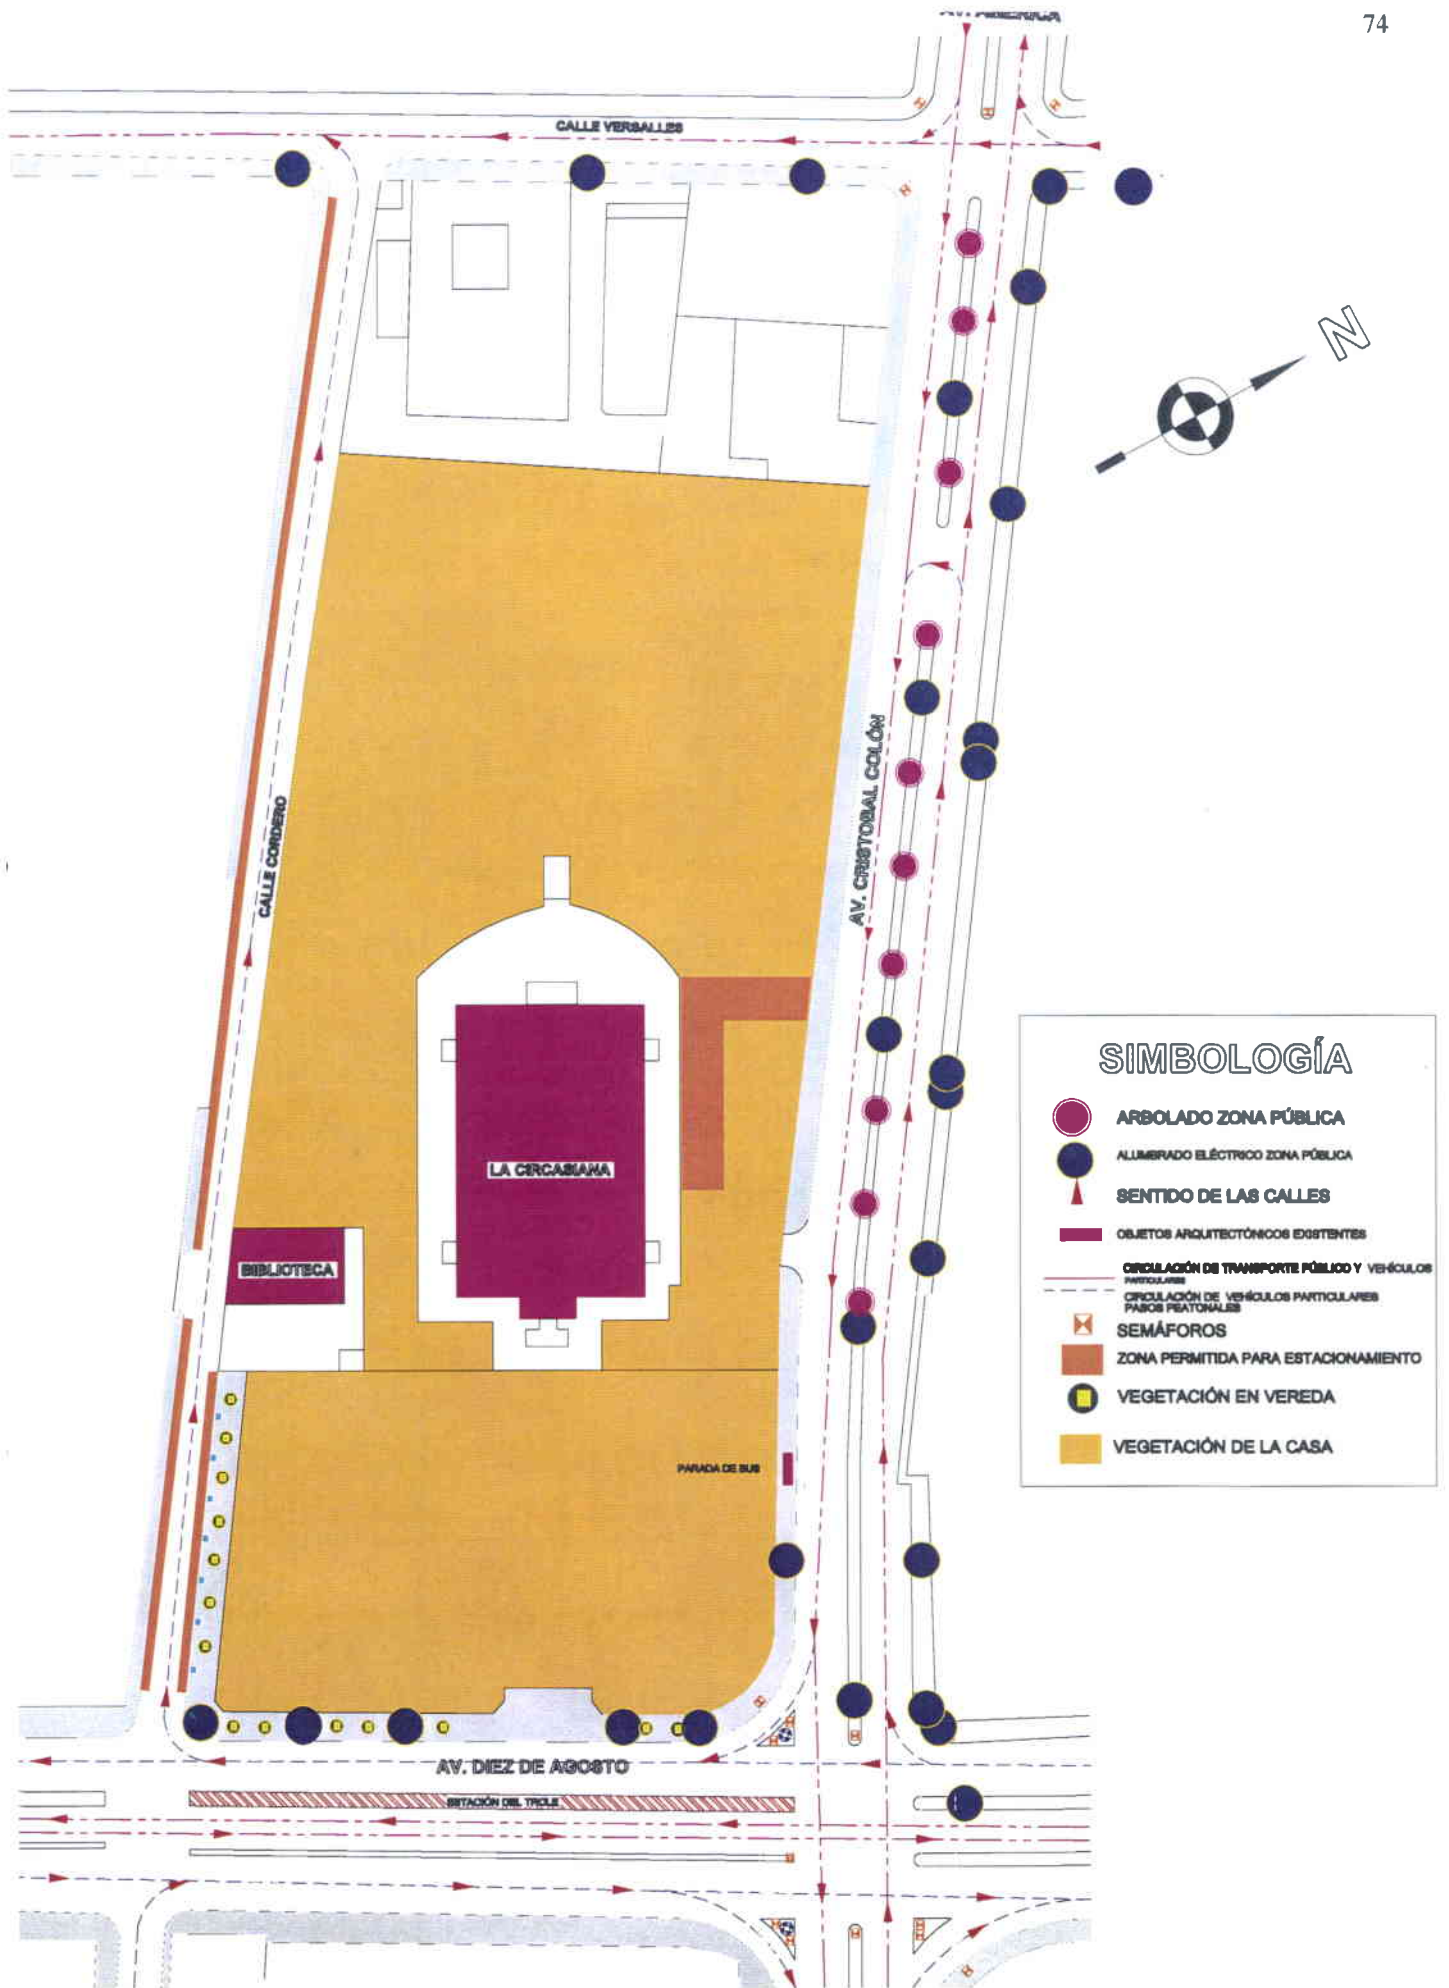 74
AV. AMERICA
CALLE VERSALLES
N
CALLE CORDERO
AV. CRISTOBAL COLÓN
LA CIRCASIANA
BIBLIOTECA
PARADA DE BUS
AV. DIEZ DE AGOSTO
ESTACIÓN DEL TROLE
SIMBOLOGÍA
ARBOLADO ZONA PÚBLICA
ALUMBRADO ELÉCTRICO ZONA PÚBLICA
SENTIDO DE LAS CALLES
OBJETOS ARQUITECTÓNICOS EXISTENTES
CIRCULACIÓN DE TRANSPORTE PÚBLICO Y VEHÍCULOS
PARTICULARES
CIRCULACIÓN DE VEHÍCULOS PARTICULARES
PASOS PEATONALES
SEMÁFOROS
ZONA PERMITIDA PARA ESTACIONAMIENTO
VEGETACIÓN EN VEREDA
VEGETACIÓN DE LA CASA